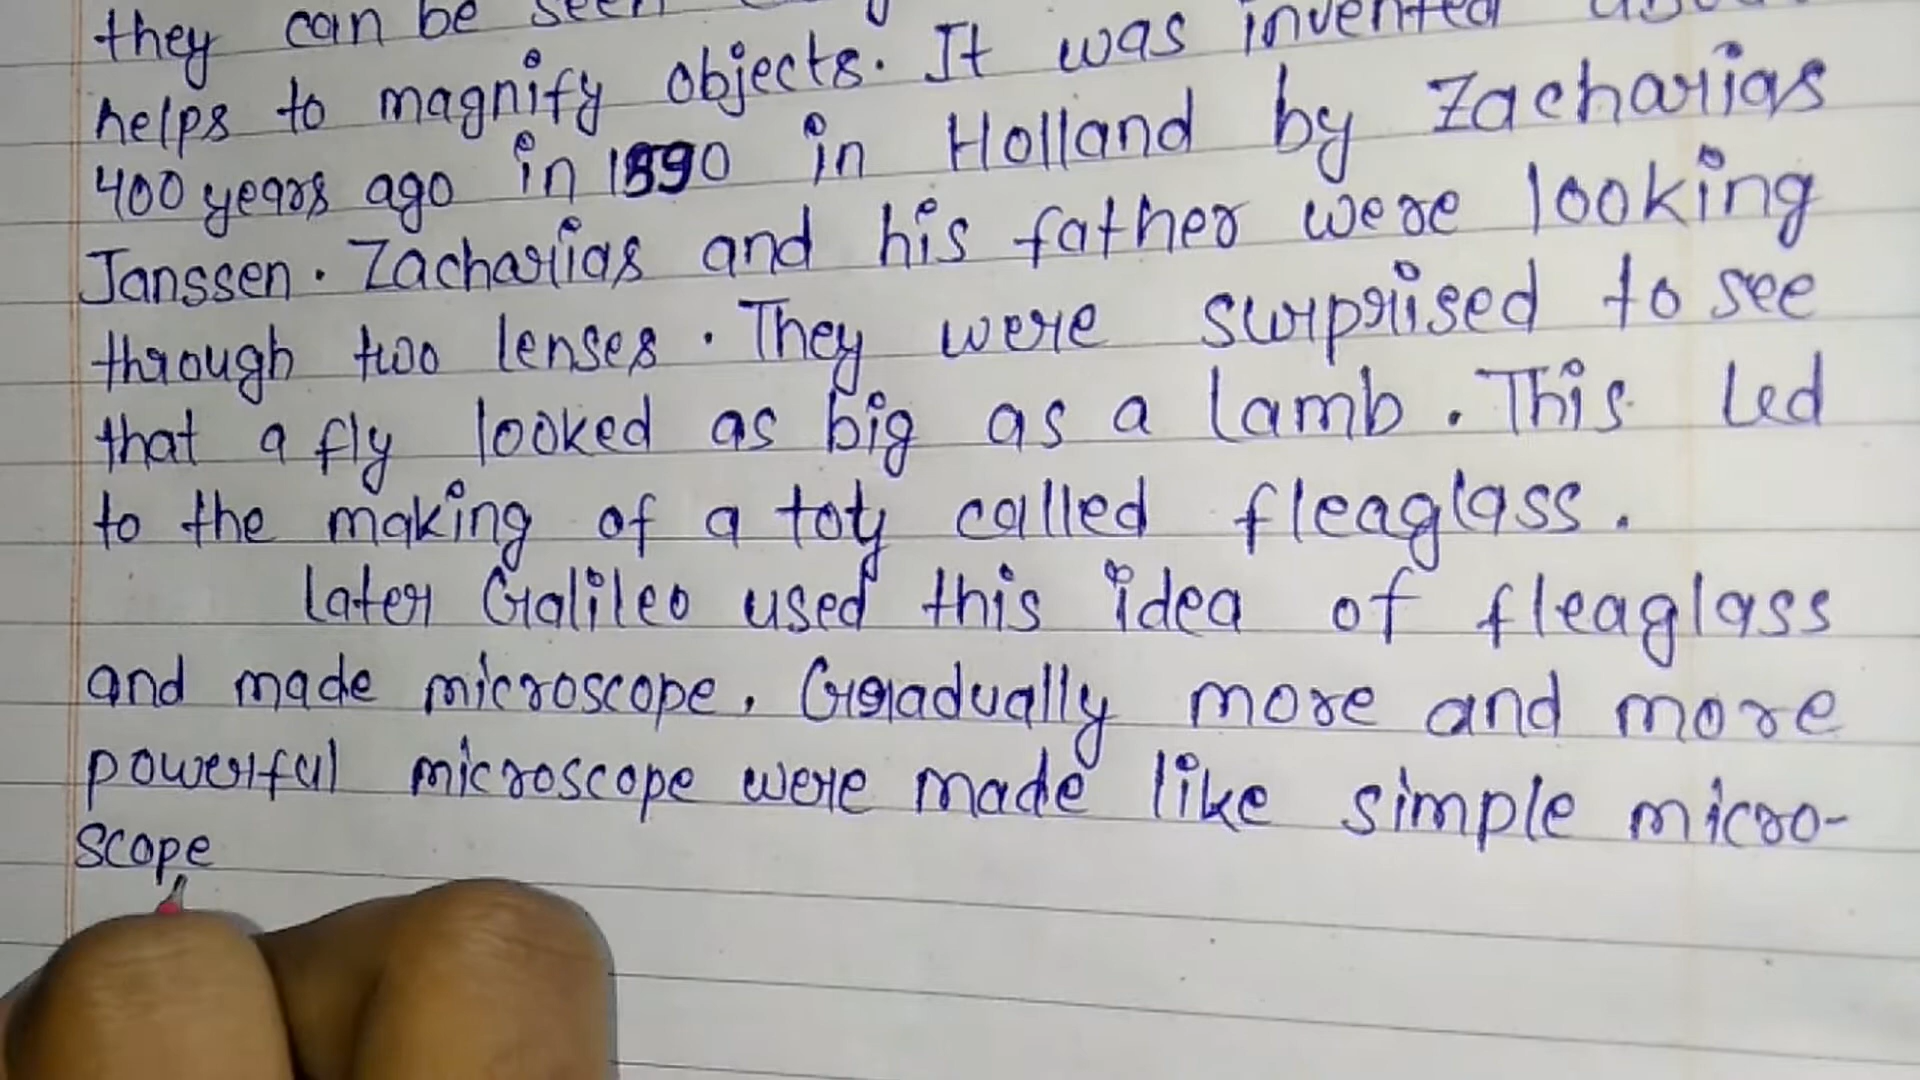 they can be seen
helps to magnify objects. It was invented
400 years ago in 1590 in Holland by Zacharias
Janssen. Zacharias and his father were looking
through two lenses. They were surprised to see
that a fly looked as big as a lamb. This led
to the making of a toty called fleaglass.
Later Galileo used this idea of fleaglass
and made microscope. Gradually more and more
powerful microscope were made like simple micro-
scope